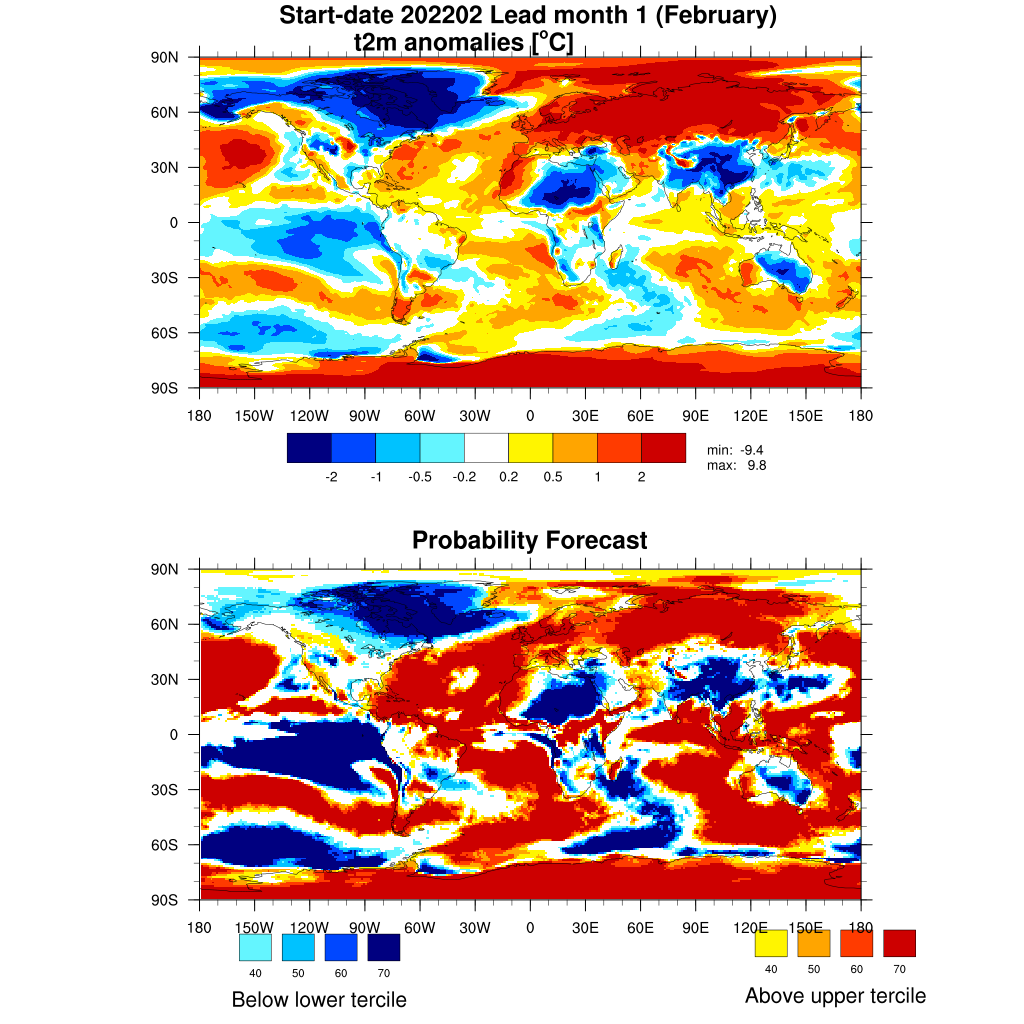 Start-date 202202 Lead month 1 (February)
t2m anomalies [°C]
90N
60N
30N
0
30S
60S
90S
180 150W 120W 90W 60W 30W 0 30E 60E 90E 120E 150E 180
-2 -1 -0.5 -0.2 0.2 0.5 1 2
min: -9.4
max: 9.8
Probability Forecast
90N
60N
30N
0
30S
60S
90S
180 150W 120W 90W 60W 30W 0 30E 60E 90E 120E 150E 180
40 50 60 70
Below lower tercile
40 50 60 70
Above upper tercile